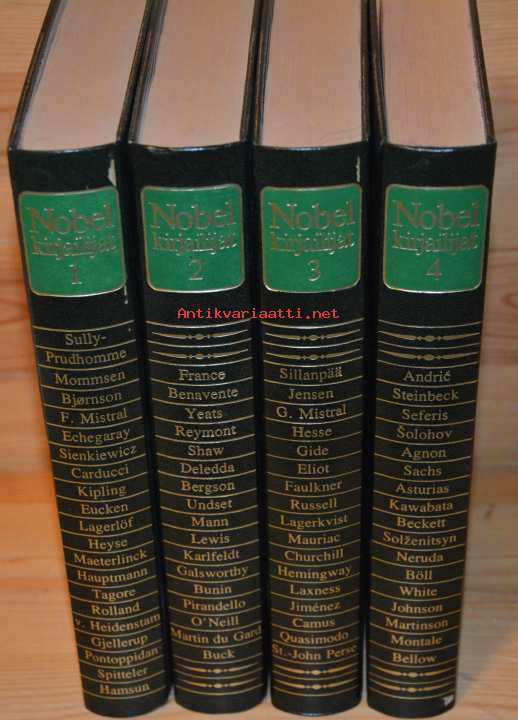 Nobel
kirjailijat
1
Sully-
Prudhomme
Mommsen
Bjørnson
F. Mistral
Echegaray
Sienkiewicz
Carducci
Kipling
Eucken
Lagerlöf
Heyse
Maeterlinck
Hauptmann
Tagore
Rolland
v. Heidenstam
Gjellerup
Pontoppidan
Spitteler
Hamsun
Nobel
kirjailijat
2
France
Benavente
Yeats
Reymont
Shaw
Deledda
Bergson
Undset
Mann
Lewis
Karlfeldt
Galsworthy
Bunin
Pirandello
O'Neill
Martin du Gard
Buck
Nobel
kirjailijat
3
Sillanpää
Jensen
G. Mistral
Hesse
Gide
Eliot
Faulkner
Russell
Lagerkvist
Mauriac
Churchill
Hemingway
Laxness
Jiménez
Camus
Quasimodo
St.-John Perse
Nobel
kirjailijat
4
Andrić
Steinbeck
Seferis
Šolohov
Agnon
Sachs
Asturias
Kawabata
Beckett
Solženitsyn
Neruda
Böll
White
Johnson
Martinson
Montale
Bellow
Antikvariaatti.net